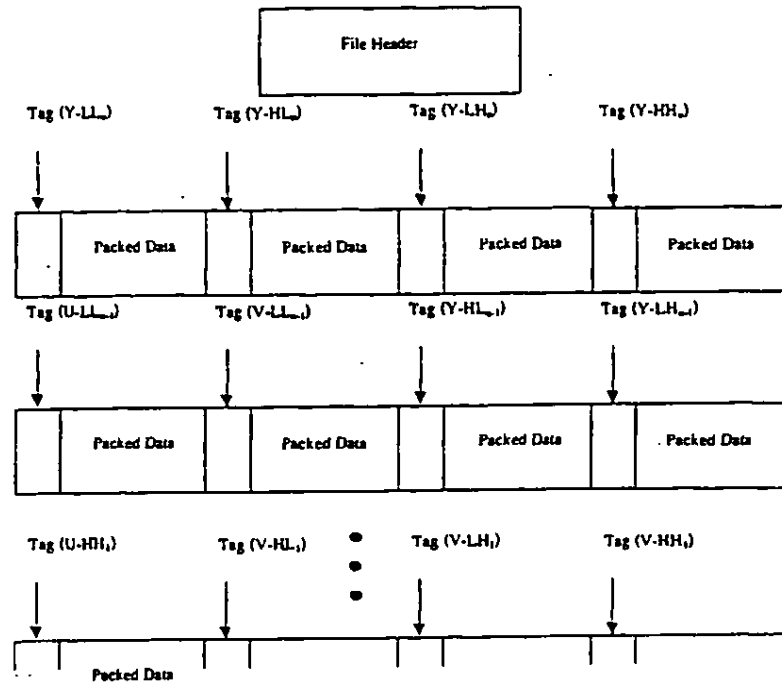 File Header
Tag (Y-LLₙ) Tag (Y-HLₙ) Tag (Y-LHₙ) Tag (Y-HHₙ)
Packed Data Packed Data Packed Data Packed Data
Tag (U-LLₙ₋₁) Tag (V-LLₙ₋₁) Tag (Y-HLₙ₋₁) Tag (Y-LHₙ₋₁)
Packed Data Packed Data Packed Data Packed Data
Tag (U-HH₁) Tag (V-HL₁) Tag (V-LH₁) Tag (V-HH₁)
Packed Data